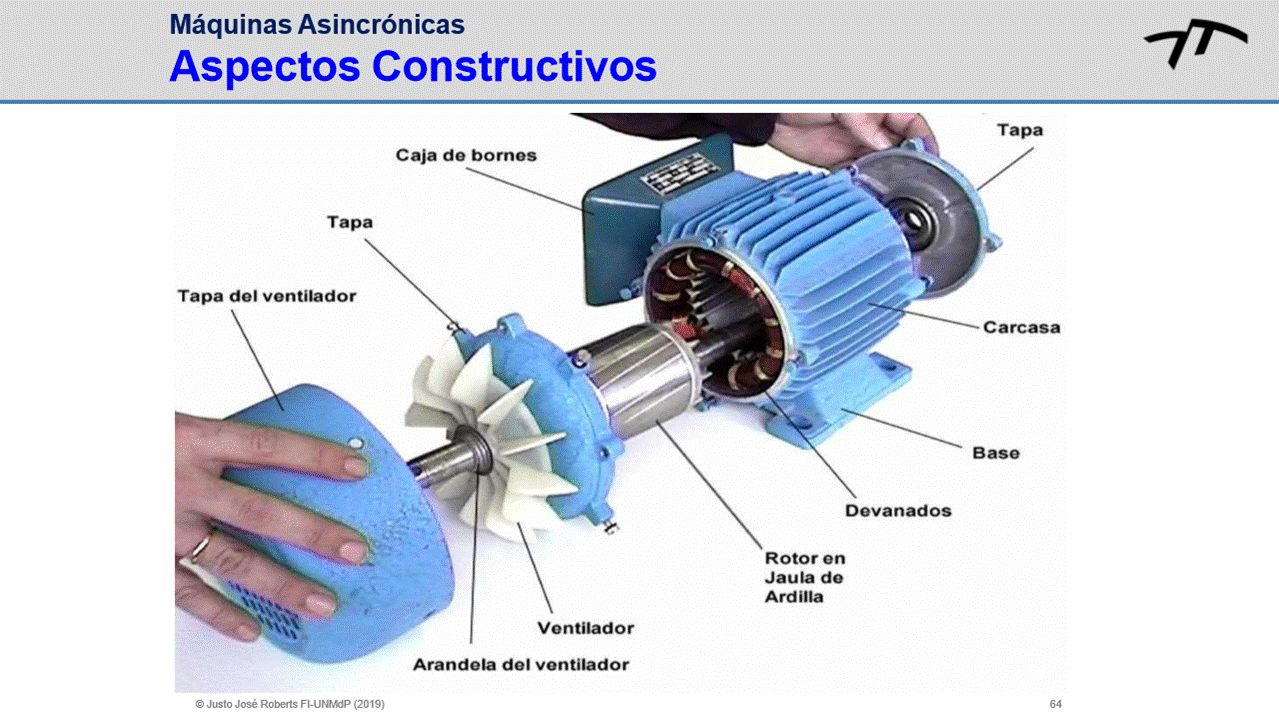 Máquinas Asincrónicas
Aspectos Constructivos
Tapa
Caja de bornes
Tapa
Tapa del ventilador
Carcasa
Base
Devanados
Rotor en
Jaula de
Ardilla
Ventilador
Arandela del ventilador
© Justo José Roberts FI-UNMdP (2019)
64